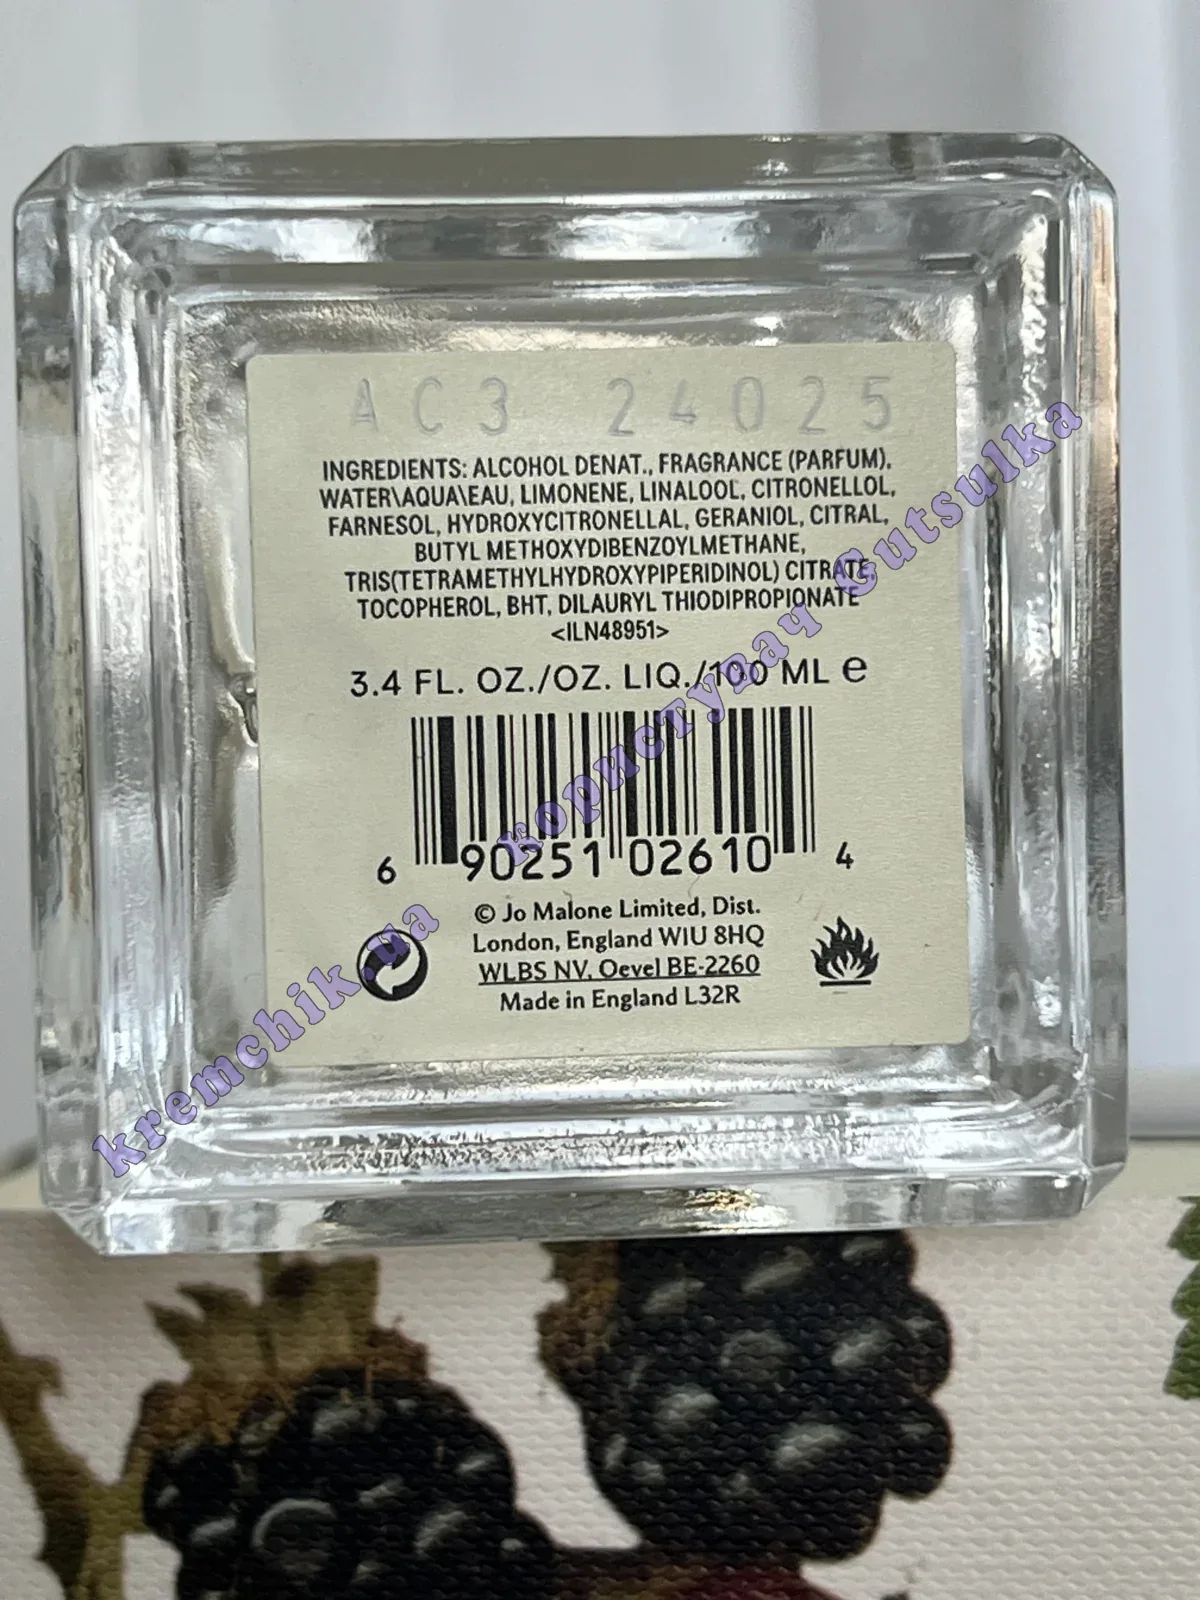 AC3 24025
INGREDIENTS: ALCOHOL DENAT., FRAGRANCE (PARFUM),
WATER\AQUA\EAU, LIMONENE, LINALOOL, CITRONELLOL,
FARNESOL, HYDROXYCITRONELLAL, GERANIOL, CITRAL,
BUTYL METHOXYDIBENZOYLMETHANE,
TRIS(TETRAMETHYLHYDROXYPIPERIDINOL) CITRATE,
TOCOPHEROL, BHT, DILAURYL THIODIPROPIONATE
<ILN48951>
3.4 FL. OZ./OZ. LIQ./100 ML e
6 90251 02610 4
© Jo Malone Limited, Dist.
London, England W1U 8HQ
WLBS NV, Oevel BE-2260
Made in England L32R
kremchik.ua користувач Gutsulka